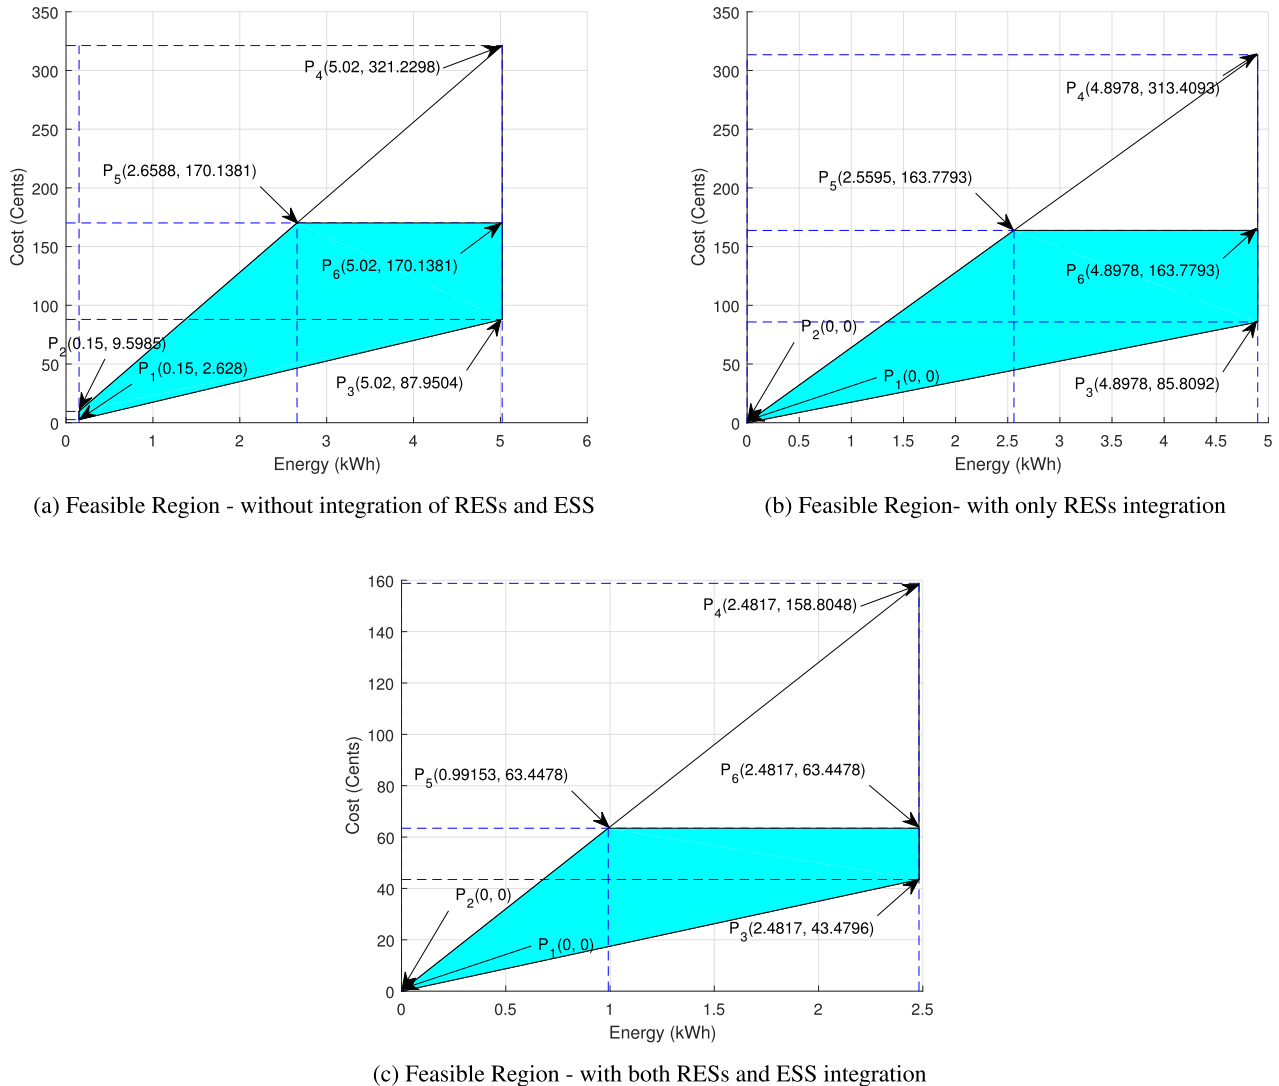 350
300
250
200
150
100
50
0
Cost (Cents)
P4(5.02, 321.2298)
P5(2.6588, 170.1381)
P6(5.02, 170.1381)
P2(0.15, 9.5985)
P1(0.15, 2.628)
P3(5.02, 87.9504)
0 1 2 3 4 5 6
Energy (kWh)
(a) Feasible Region - without integration of RESs and ESS
350
300
250
200
150
100
50
0
Cost (Cents)
P4(4.8978, 313.4093)
P5(2.5595, 163.7793)
P6(4.8978, 163.7793)
P2(0, 0)
P1(0, 0)
P3(4.8978, 85.8092)
0 0.5 1 1.5 2 2.5 3 3.5 4 4.5 5
Energy (kWh)
(b) Feasible Region- with only RESs integration
160
140
120
100
80
60
40
20
0
Cost (Cents)
P4(2.4817, 158.8048)
P5(0.99153, 63.4478)
P6(2.4817, 63.4478)
P2(0, 0)
P1(0, 0)
P3(2.4817, 43.4796)
0 0.5 1 1.5 2 2.5
Energy (kWh)
(c) Feasible Region - with both RESs and ESS integration